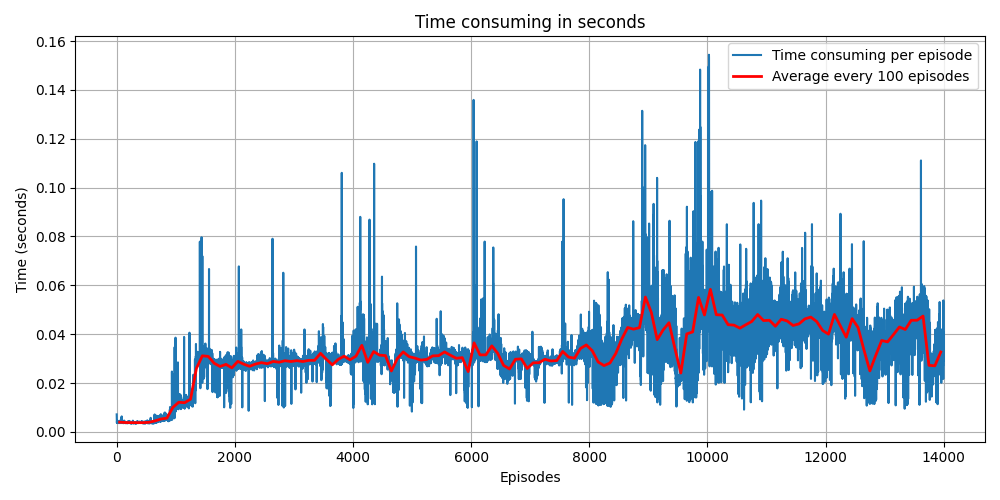 Time consuming in seconds
Time consuming per episode
Average every 100 episodes
Time (seconds)
0.16
0.14
0.12
0.10
0.08
0.06
0.04
0.02
0.00
0 2000 4000 6000 8000 10000 12000 14000
Episodes